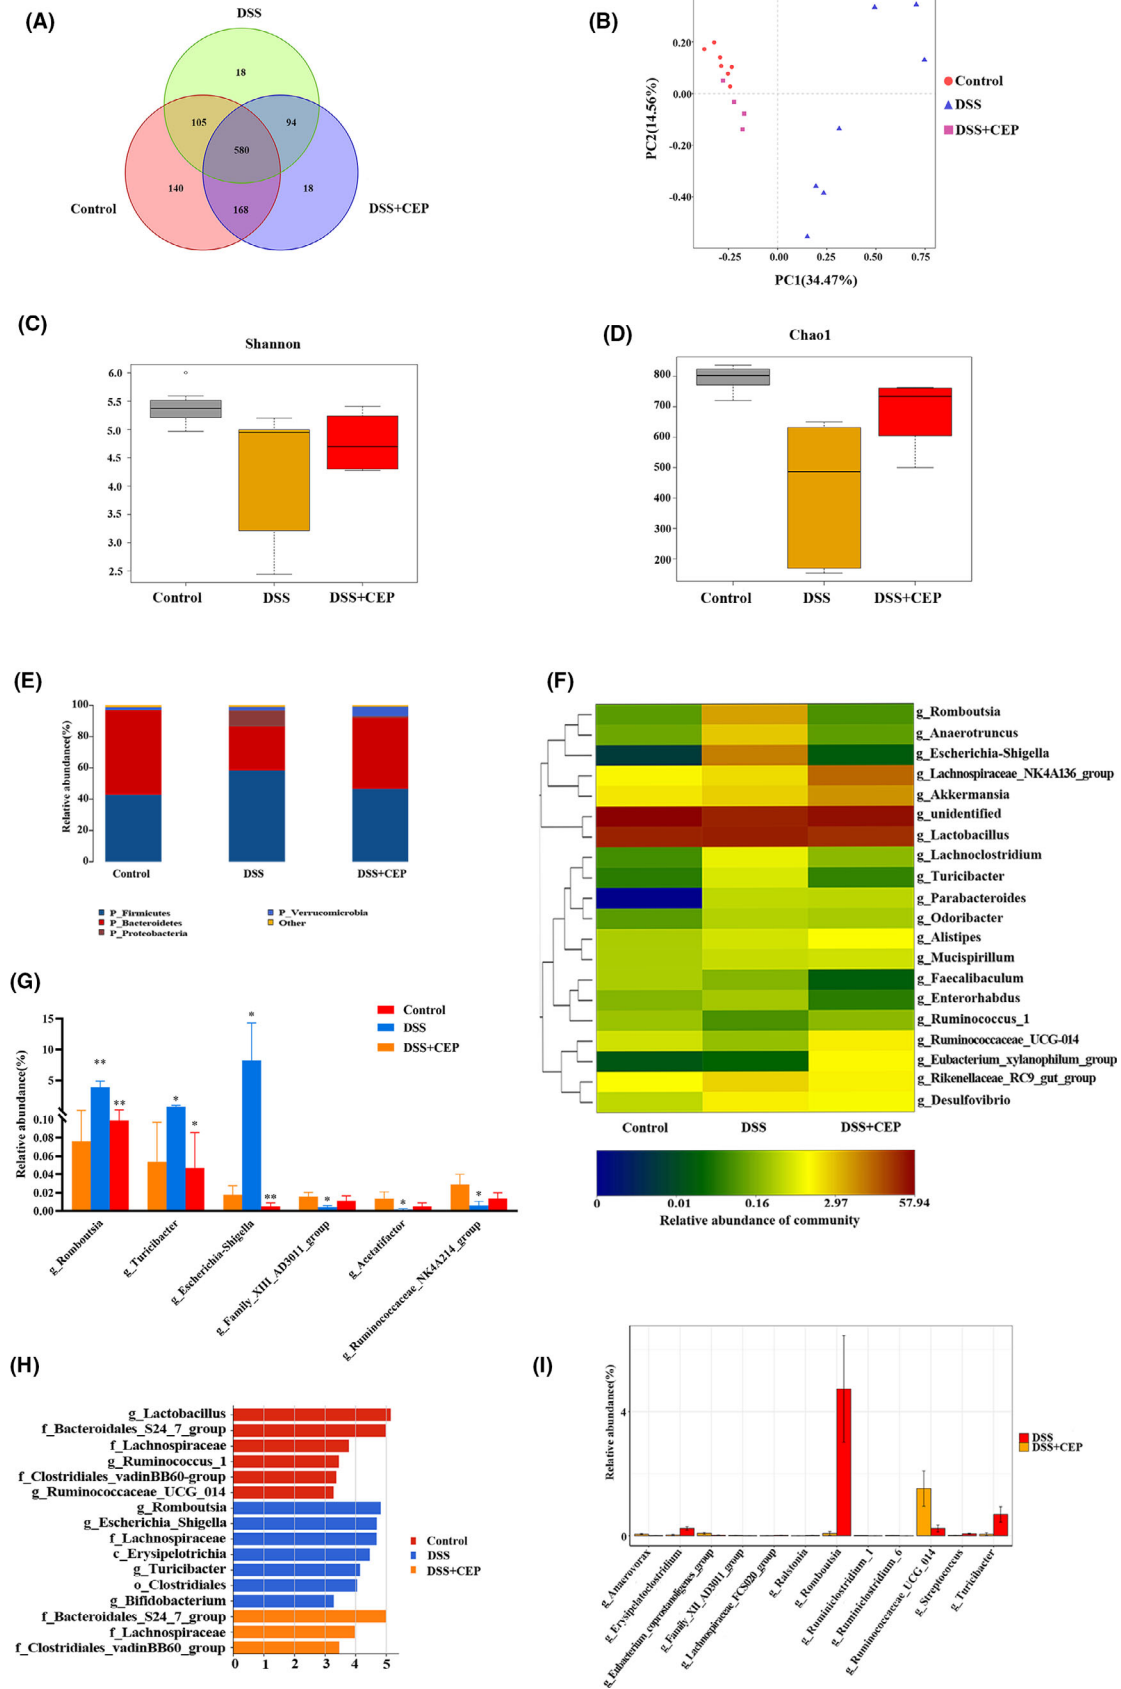 (A)
DSS
18
105
94
580
140
18
168
Control
DSS+CEP
(B)
0.20
0.00
-0.20
-0.40
PC2(14.56%)
-0.25
0.00
0.25
0.50
0.75
PC1(34.47%)
Control
DSS
DSS+CEP
(C)
Shannon
6.0
5.5
5.0
4.5
4.0
3.5
3.0
2.5
Control
DSS
DSS+CEP
(D)
Chao1
800
700
600
500
400
300
200
Control
DSS
DSS+CEP
(E)
100
80
60
40
20
0
Relative abundance(%)
Control
DSS
DSS+CEP
P_Firmicutes
P_Bacteroidetes
P_Proteobacteria
P_Verrucomicrobia
Other
(F)
g_Romboutsia
g_Anaerotruncus
g_Escherichia-Shigella
g_Lachnospiraceae_NK4A136_group
g_Akkermansia
g_unidentified
g_Lactobacillus
g_Lachnoclostridium
g_Turicibacter
g_Parabacteroides
g_Odoribacter
g_Alistipes
g_Mucispirillum
g_Faecalibaculum
g_Enterorhabdus
g_Ruminococcus_1
g_Ruminococcaceae_UCG-014
g_Eubacterium_xylanophilum_group
g_Rikenellaceae_RC9_gut_group
g_Desulfovibrio
Control
DSS
DSS+CEP
0
0.01
0.16
2.97
57.94
Relative abundance of community
(G)
15
10
5
0.10
0.08
0.06
0.04
0.02
0.00
Relative abundance(%)
**
**
*
*
*
**
*
*
*
Control
DSS
DSS+CEP
g_Romboutsia
g_Turicibacter
g_Escherichia-Shigella
g_Family_XIII_AD3011_group
g_Acetatifactor
g_Ruminococcaceae_NK4A214_group
(H)
g_Lactobacillus
f_Bacteroidales_S24_7_group
f_Lachnospiraceae
g_Ruminococcus_1
f_Clostridiales_vadinBB60-group
g_Ruminococcaceae_UCG_014
g_Romboutsia
g_Escherichia_Shigella
f_Lachnospiraceae
c_Erysipelotrichia
g_Turicibacter
o_Clostridiales
g_Bifidobacterium
f_Bacteroidales_S24_7_group
f_Lachnospiraceae
f_Clostridiales_vadinBB60_group
0
1
2
3
4
5
Control
DSS
DSS+CEP
(I)
Relative abundance(%)
4
0
DSS
DSS+CEP
g_Anaerovorax
g_Erysipelatoclostridium
g_Eubacterium_coprostanoligenes_group
g_Family_XII_AD3011_group
g_Lachnospiraceae_FCS020_group
g_Ralstonia
g_Romboutsia
g_Ruminiclostridium_1
g_Ruminiclostridium_6
g_Ruminococcaceae_UCG_014
g_Streptococcus
g_Turicibacter